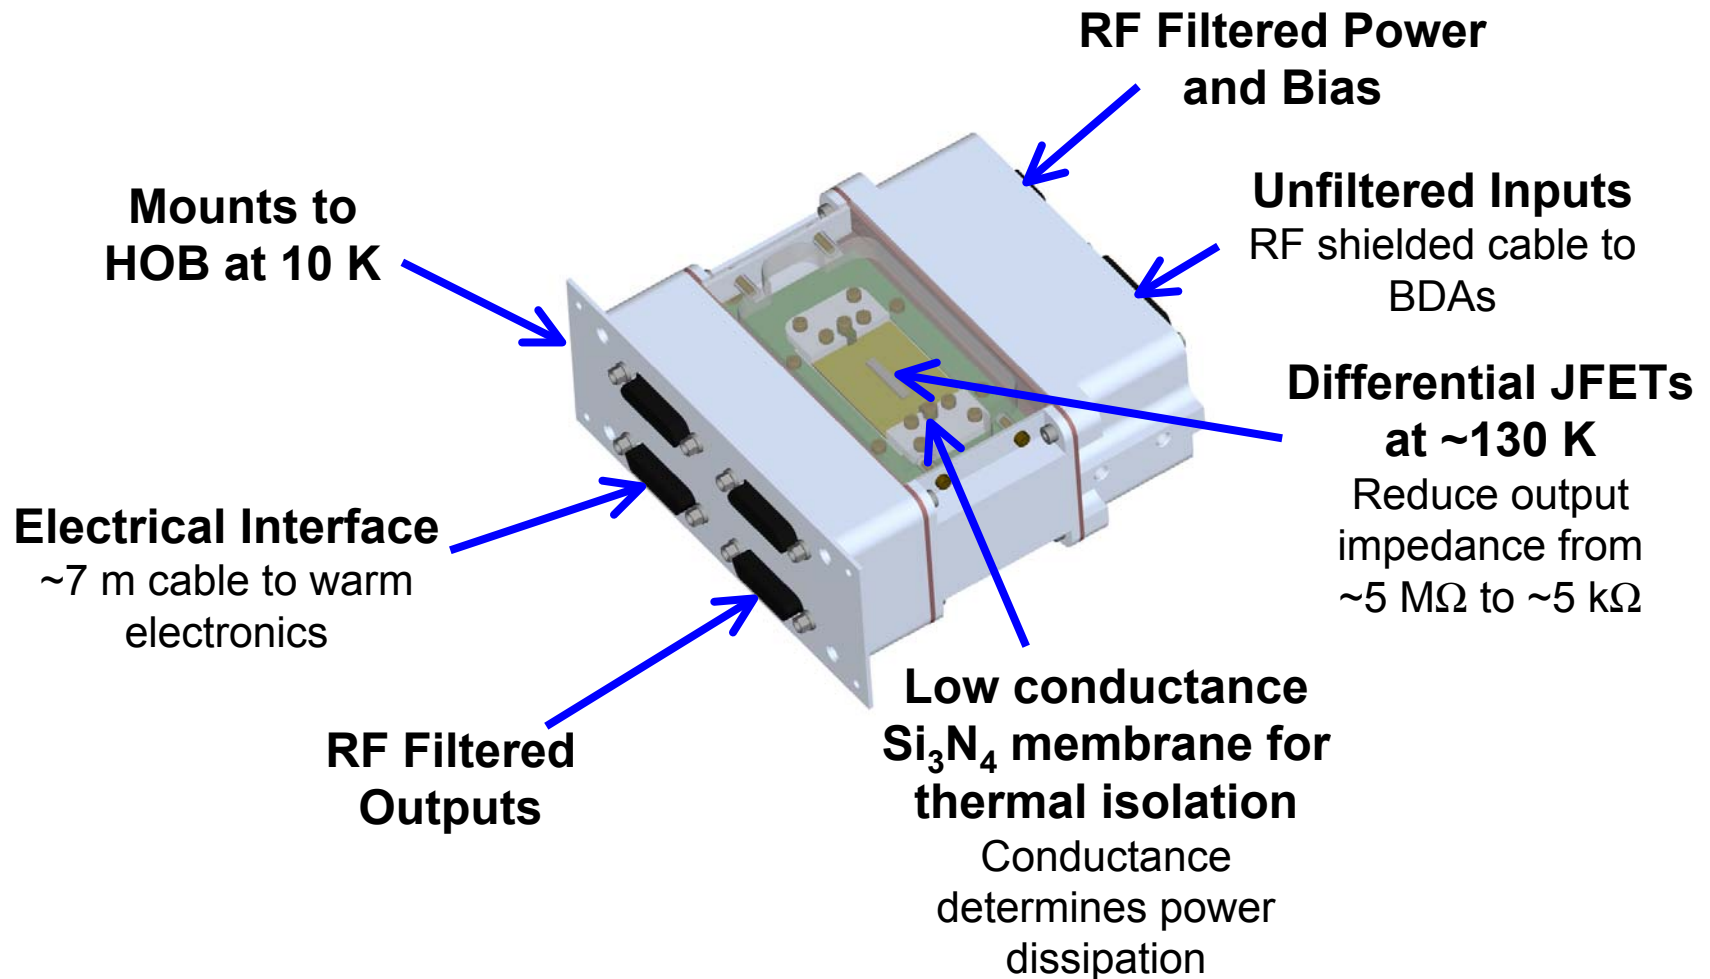 RF Filtered Power
and Bias
Mounts to
HOB at 10 K
Unfiltered Inputs
RF shielded cable to
BDAs
Differential JFETs
at ~130 K
Reduce output
impedance from
~5 MΩ to ~5 kΩ
Electrical Interface
~7 m cable to warm
electronics
RF Filtered
Outputs
Low conductance
Si₃N₄ membrane for
thermal isolation
Conductance
determines power
dissipation